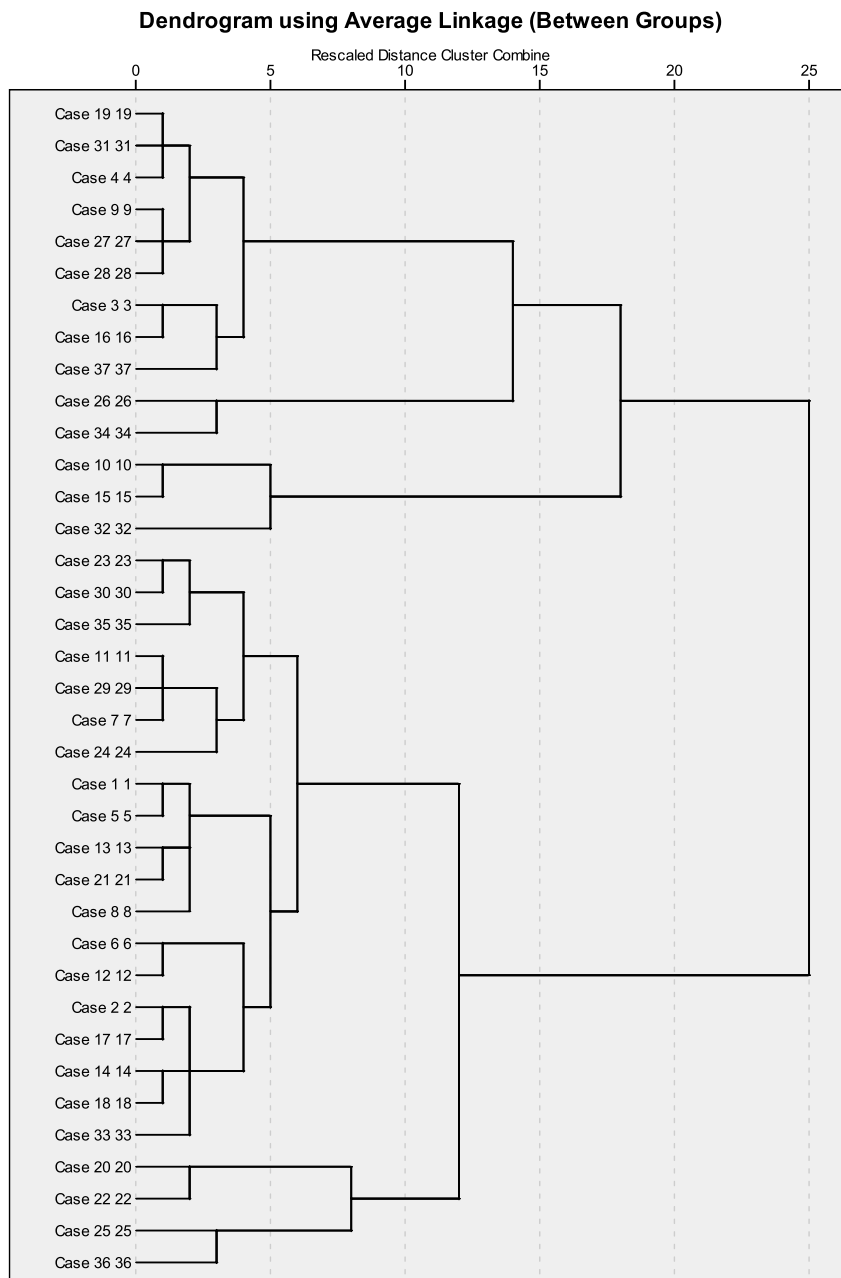 Dendrogram using Average Linkage (Between Groups)
Rescaled Distance Cluster Combine
0 5 10 15 20 25
Case 19 19
Case 31 31
Case 4 4
Case 9 9
Case 27 27
Case 28 28
Case 3 3
Case 16 16
Case 37 37
Case 26 26
Case 34 34
Case 10 10
Case 15 15
Case 32 32
Case 23 23
Case 30 30
Case 35 35
Case 11 11
Case 29 29
Case 7 7
Case 24 24
Case 1 1
Case 5 5
Case 13 13
Case 21 21
Case 8 8
Case 6 6
Case 12 12
Case 2 2
Case 17 17
Case 14 14
Case 18 18
Case 33 33
Case 20 20
Case 22 22
Case 25 25
Case 36 36